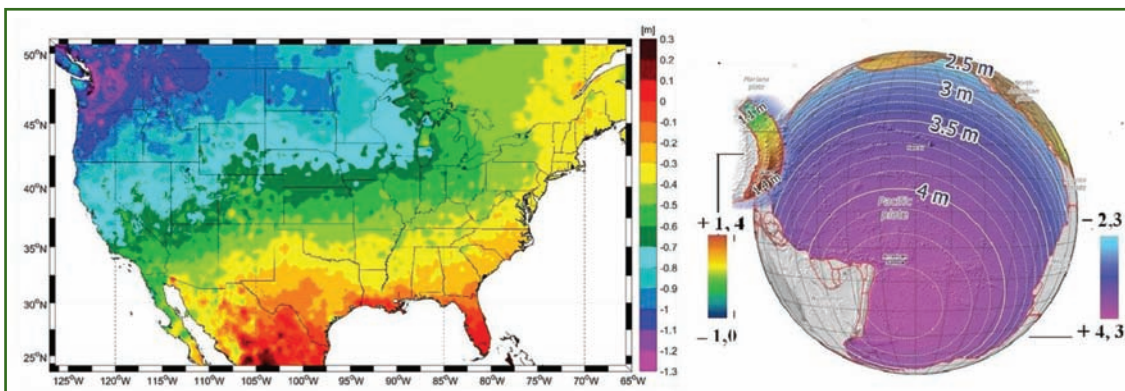 [m]
50°N
45°N
40°N
35°N
30°N
25°N
125°W 120°W 115°W 110°W 105°W 100°W 95°W 90°W 85°W 80°W 75°W 70°W 65°W
0.3
0.2
0.1
0
-0.1
-0.2
-0.3
-0.4
-0.5
-0.6
-0.7
-0.8
-0.9
-1
-1.1
-1.2
-1.3
Mariana
plate
+ 1, 4
– 1,0
2.5 m
3 m
3.5 m
4 m
Pacific
plate
– 2,3
+ 4, 3